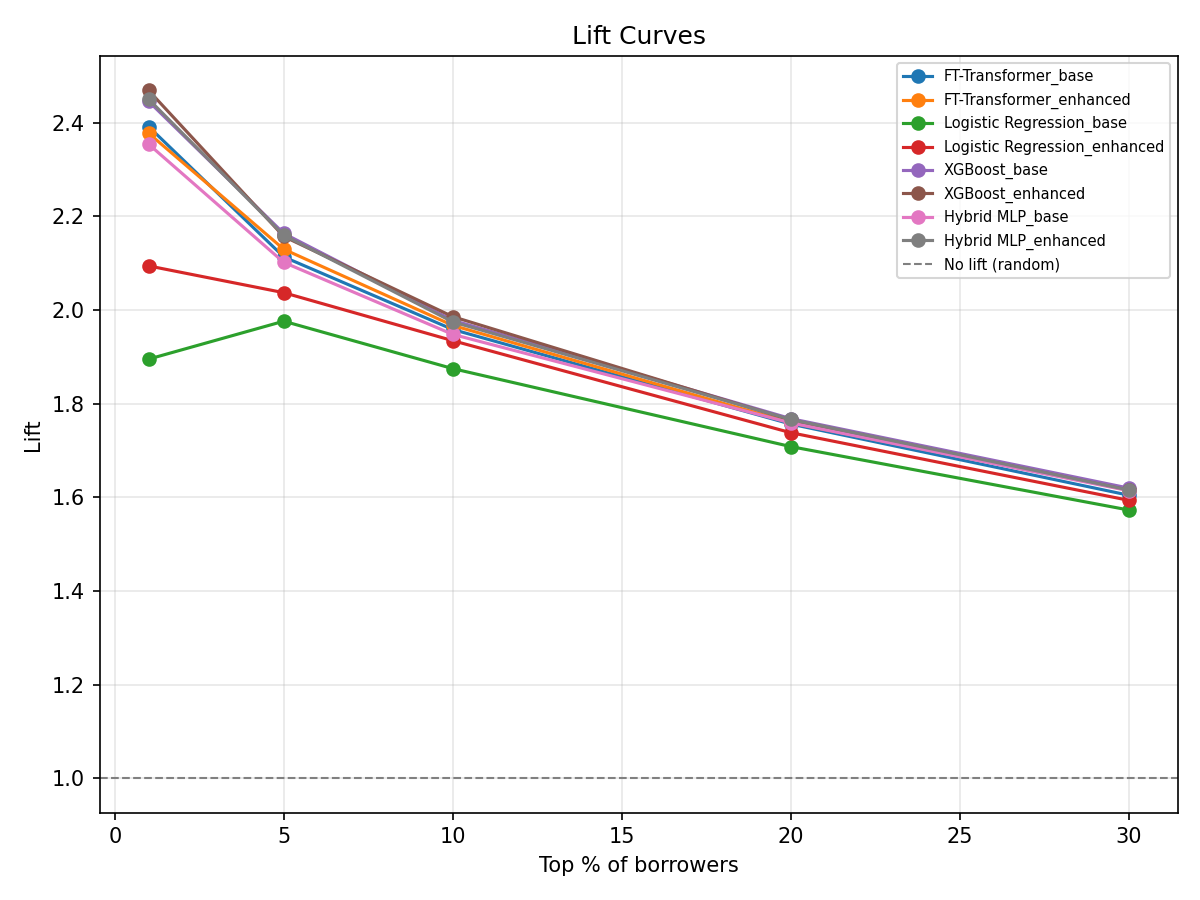 Lift Curves
FT-Transformer_base
FT-Transformer_enhanced
Logistic Regression_base
Logistic Regression_enhanced
XGBoost_base
XGBoost_enhanced
Hybrid MLP_base
Hybrid MLP_enhanced
No lift (random)
Lift
2.4
2.2
2.0
1.8
1.6
1.4
1.2
1.0
0 5 10 15 20 25 30
Top % of borrowers